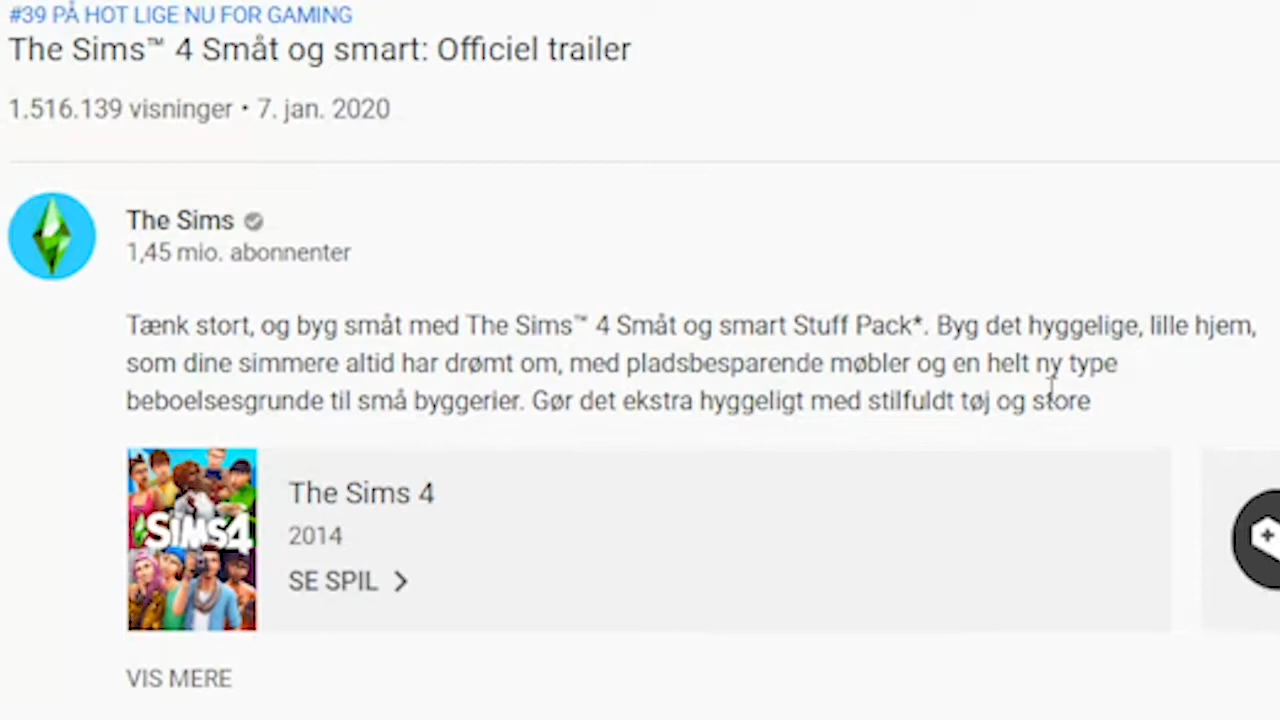 #39 PÅ HOT LIGE NU FOR GAMING
The Sims™ 4 Småt og smart: Officiel trailer
1.516.139 visninger • 7. jan. 2020
The Sims
1,45 mio. abonnenter
Tænk stort, og byg småt med The Sims™ 4 Småt og smart Stuff Pack*. Byg det hyggelige, lille hjem,
som dine simmere altid har drømt om, med pladsbesparende møbler og en helt ny type
beboelsesgrunde til små byggerier. Gør det ekstra hyggeligt med stilfuldt tøj og store
SIMS4
The Sims 4
2014
SE SPIL
VIS MERE